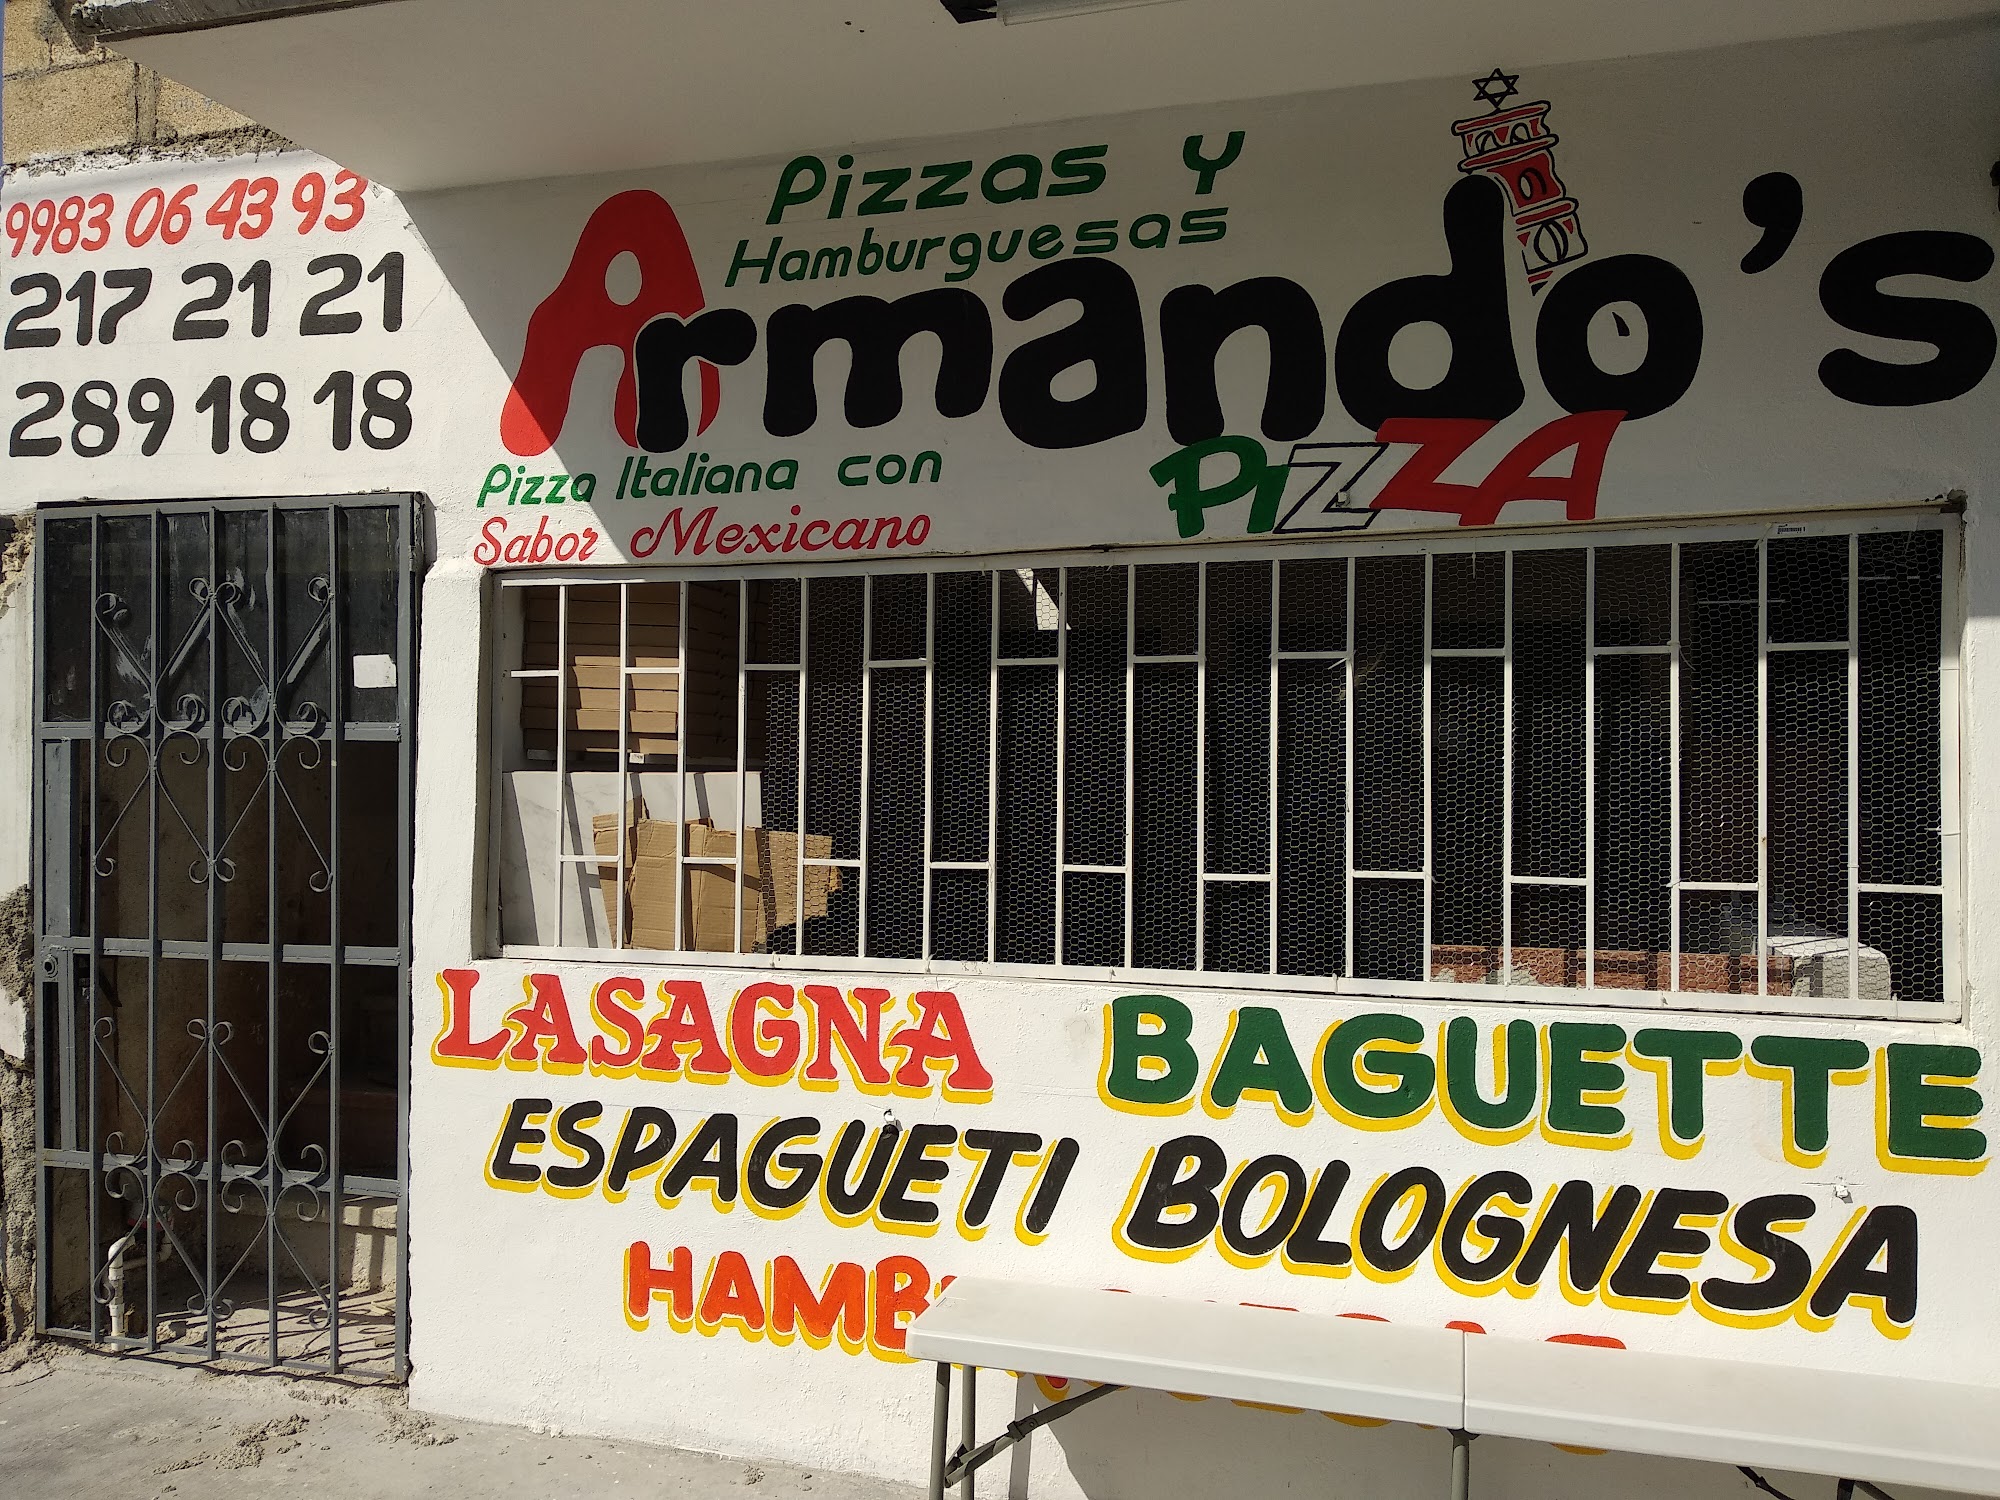 9983 06 43 93
217 21 21
289 18 18
Pizzas y
Hamburguesas
Armando's
PIZZA
Pizza Italiana con
Sabor Mexicano
LASAGNA BAGUETTE
ESPAGUETI BOLOGNESA